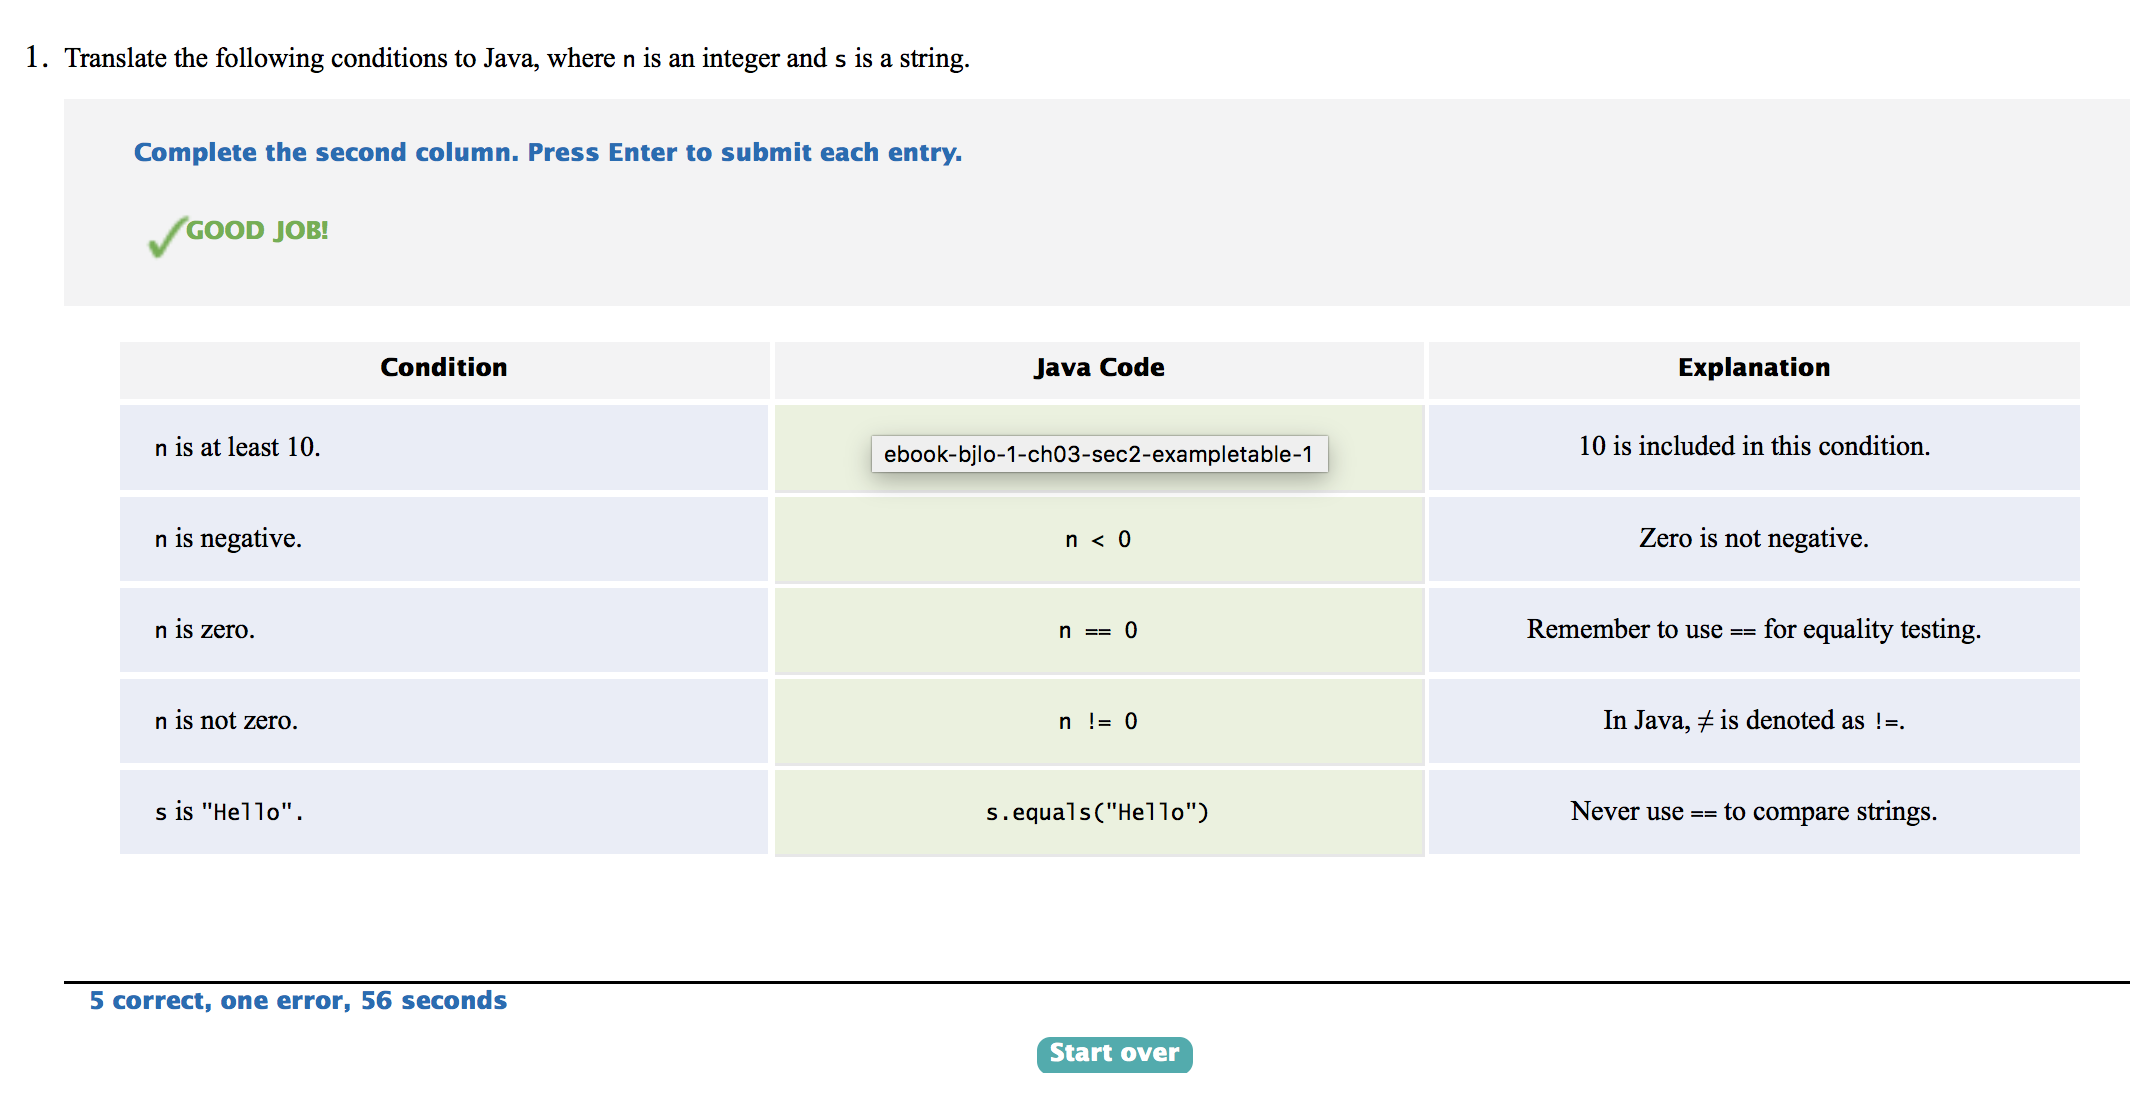 1. Translate the following conditions to Java, where n is an integer and s is a string.
Complete the second column. Press Enter to submit each entry.
GOOD JOB!
Condition Java Code Explanation
n is at least 10. ebook-bjlo-1-ch03-sec2-exampletable-1 10 is included in this condition.
n is negative. n < 0 Zero is not negative.
n is zero. n == 0 Remember to use == for equality testing.
n is not zero. n != 0 In Java, ≠ is denoted as !=.
s is "Hello". s.equals("Hello") Never use == to compare strings.
5 correct, one error, 56 seconds
Start over